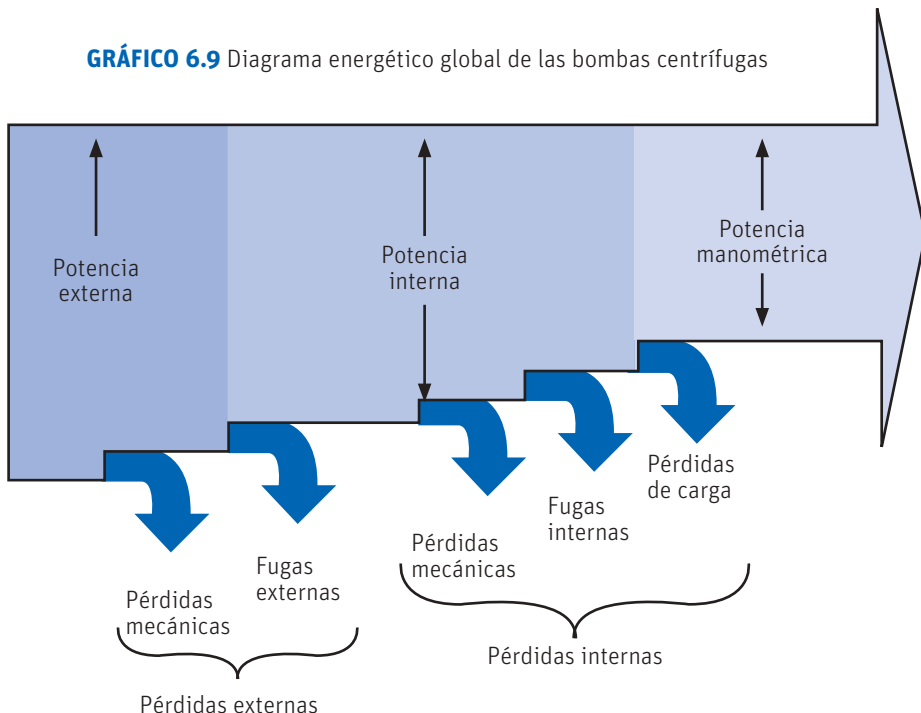 GRÁFICO 6.9 Diagrama energético global de las bombas centrífugas
Potencia
externa
Potencia
interna
Potencia
manométrica
Pérdidas
mecánicas
Fugas
externas
Pérdidas
mecánicas
Fugas
internas
Pérdidas
de carga
Pérdidas externas
Pérdidas internas